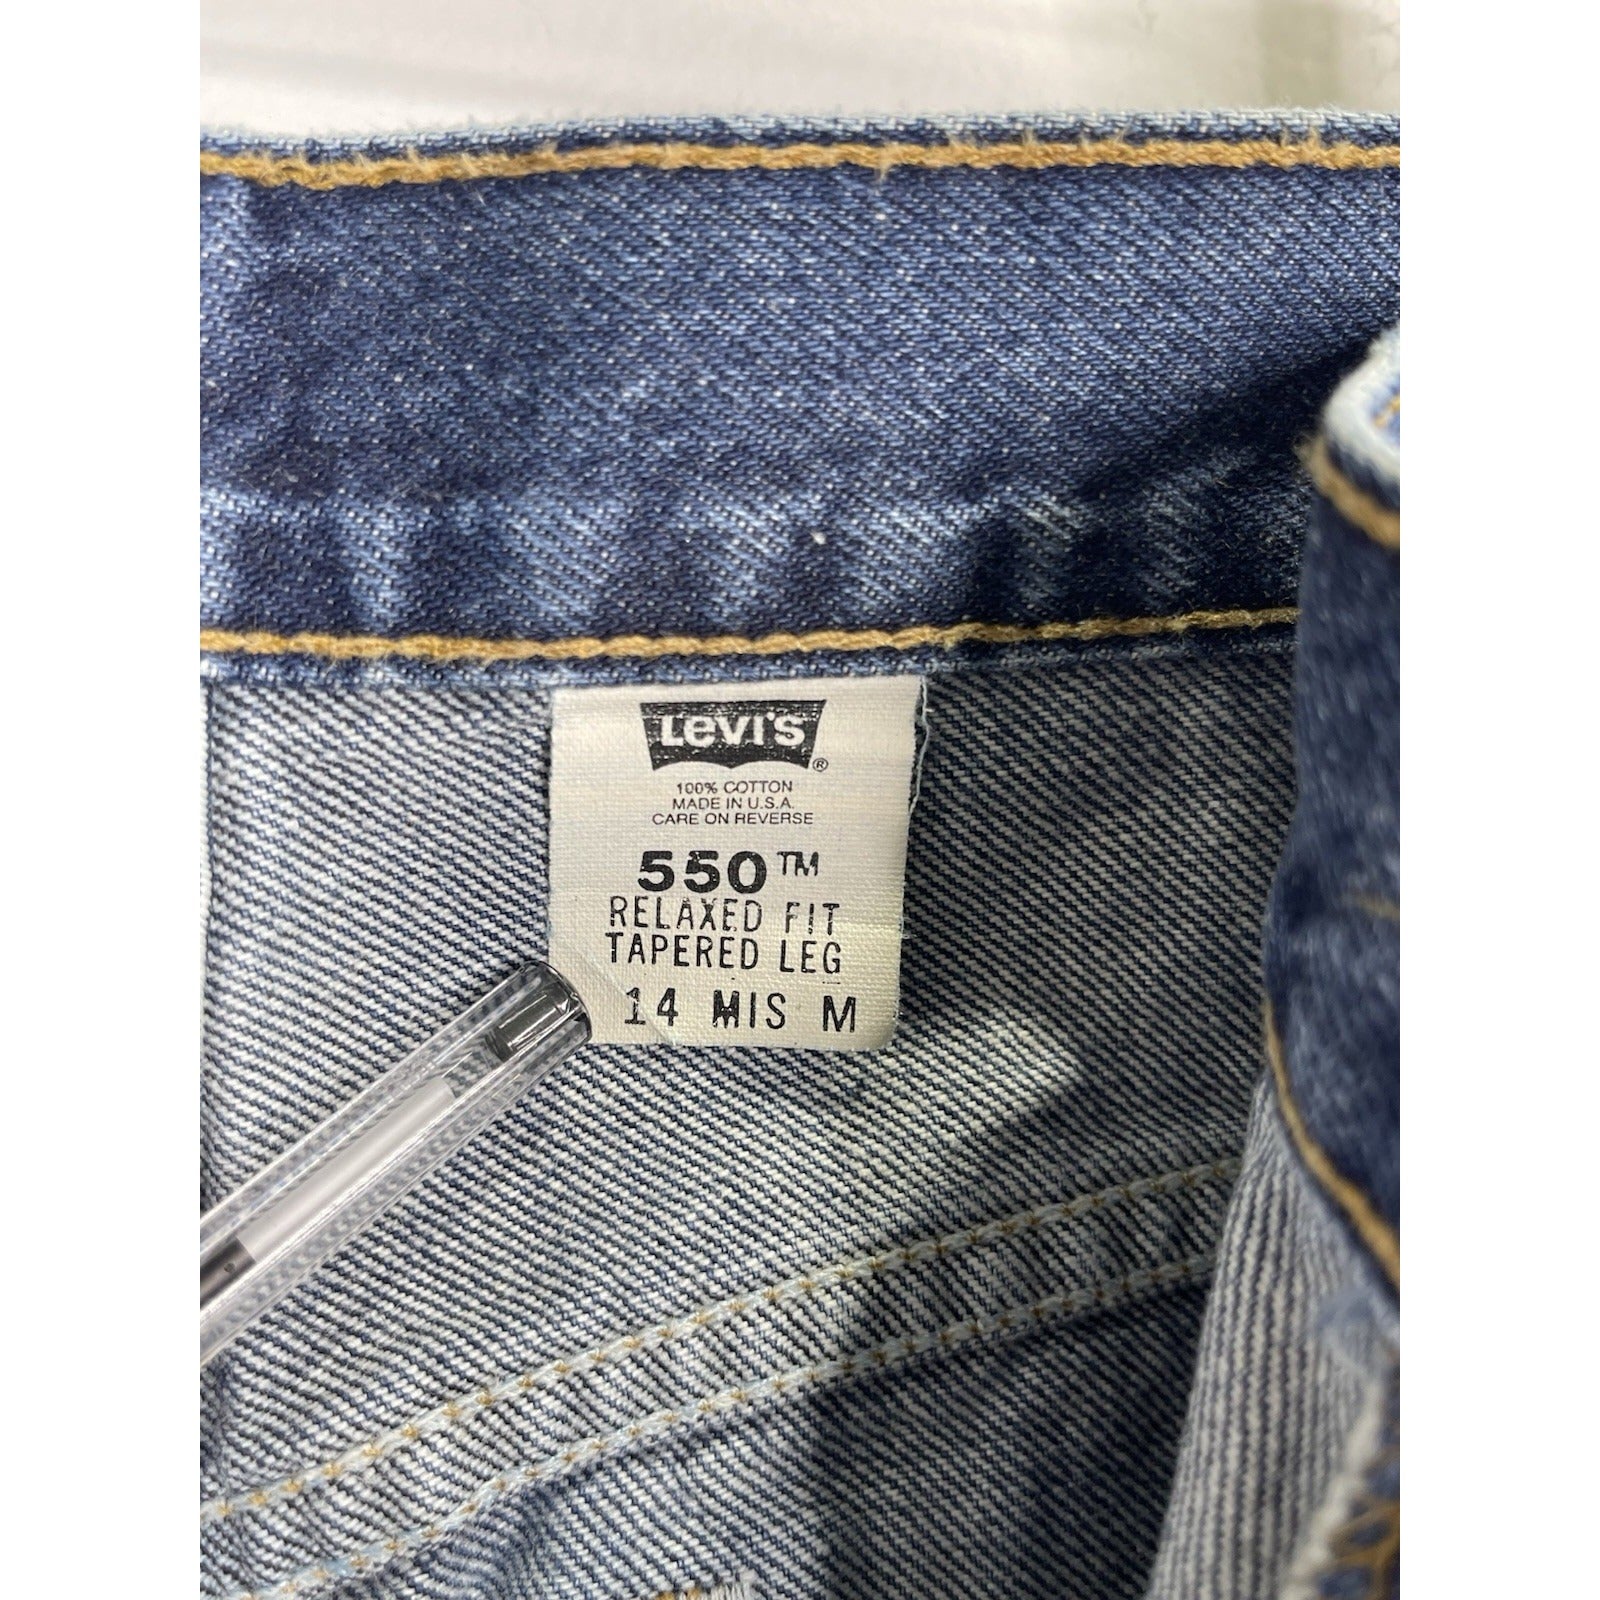 Levi's ®
100% COTTON
MADE IN U.S.A.
CARE ON REVERSE
550™
RELAXED FIT
TAPERED LEG
14 MIS M